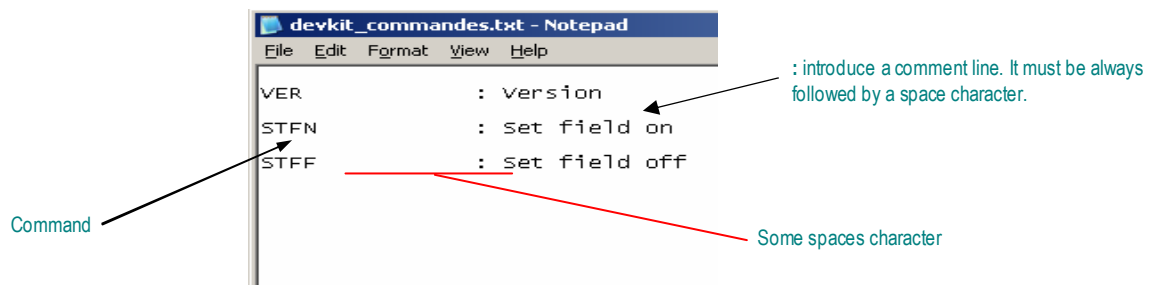 devkit_commandes.txt - Notepad
File Edit Format View Help
: introduce a comment line. It must be always
followed by a space character.
VER : Version
STFN : Set field on
STFF : Set field off
Command
Some spaces character